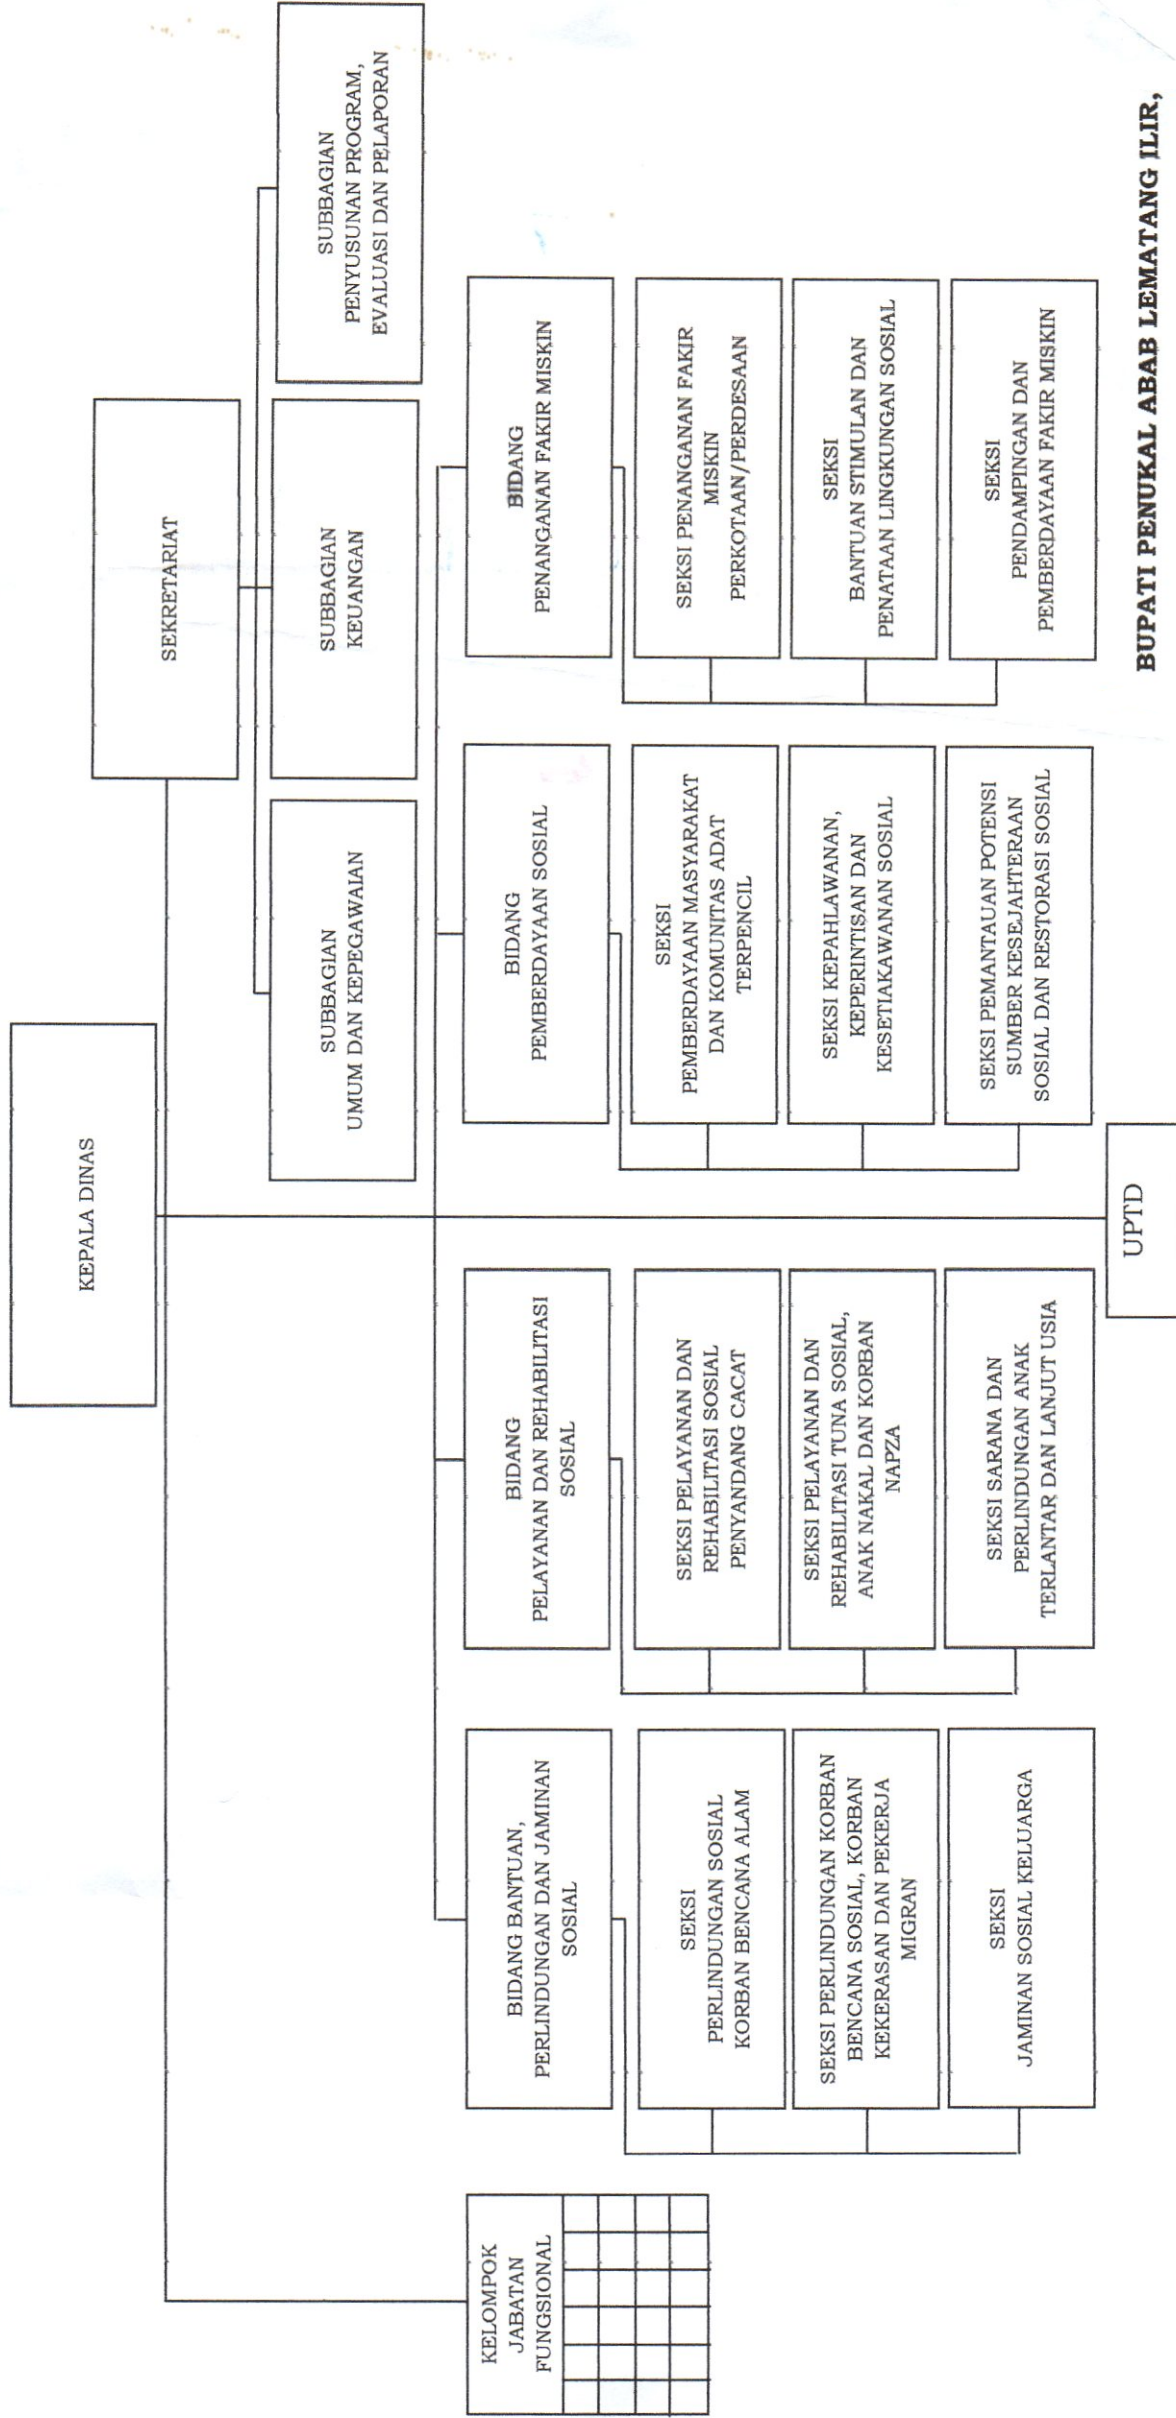 KEPALA DINAS
SEKRETARIAT
SUBBAGIAN
UMUM DAN KEPEGAWAIAN
SUBBAGIAN
KEUANGAN
SUBBAGIAN
PENYUSUNAN PROGRAM,
EVALUASI DAN PELAPORAN
KELOMPOK
JABATAN
FUNGSIONAL
BIDANG BANTUAN,
PERLINDUNGAN DAN JAMINAN
SOSIAL
SEKSI
PERLINDUNGAN SOSIAL
KORBAN BENCANA ALAM
SEKSI PERLINDUNGAN KORBAN
BENCANA SOSIAL, KORBAN
KEKERASAN DAN PEKERJA
MIGRAN
SEKSI
JAMINAN SOSIAL KELUARGA
BIDANG
PELAYANAN DAN REHABILITASI
SOSIAL
SEKSI PELAYANAN DAN
REHABILITASI SOSIAL
PENYANDANG CACAT
SEKSI PELAYANAN DAN
REHABILITASI TUNA SOSIAL,
ANAK NAKAL DAN KORBAN
NAPZA
SEKSI SARANA DAN
PERLINDUNGAN ANAK
TERLANTAR DAN LANJUT USIA
BIDANG
PEMBERDAYAAN SOSIAL
SEKSI
PEMBERDAYAAN MASYARAKAT
DAN KOMUNITAS ADAT
TERPENCIL
SEKSI KEPAHLAWANAN,
KEPERINTISAN DAN
KESETIAKAWANAN SOSIAL
SEKSI PEMANTAUAN POTENSI
SUMBER KESEJAHTERAAN
SOSIAL DAN RESTORASI SOSIAL
BIDANG
PENANGANAN FAKIR MISKIN
SEKSI PENANGANAN FAKIR
MISKIN
PERKOTAAN/PERDESAAN
SEKSI
BANTUAN STIMULAN DAN
PENATAAN LINGKUNGAN SOSIAL
SEKSI
PENDAMPINGAN DAN
PEMBERDAYAAN FAKIR MISKIN
UPTD
BUPATI PENUKAL ABAB LEMATANG ILIR,